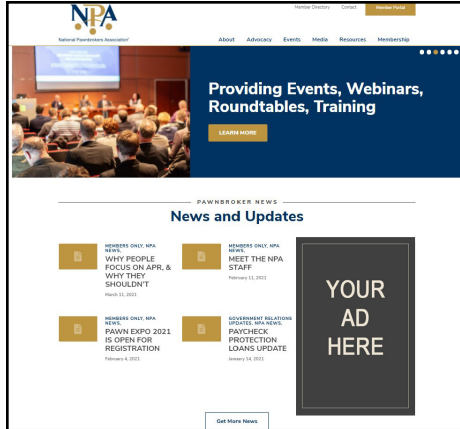 Member Directory Contact Member Portal
NPA
National Pawnbrokers Association
About Advocacy Events Media Resources Membership
Providing Events, Webinars,
Roundtables, Training
LEARN MORE
PAWNBROKER NEWS
News and Updates
MEMBERS ONLY, NPA
NEWS,
WHY PEOPLE
FOCUS ON APR, &
WHY THEY
SHOULDN'T
March 11, 2021
MEMBERS ONLY, NPA
NEWS,
MEET THE NPA
STAFF
February 11, 2021
MEMBERS ONLY, NPA
NEWS,
PAWN EXPO 2021
IS OPEN FOR
REGISTRATION
February 4, 2021
GOVERNMENT RELATIONS
UPDATES, NPA NEWS,
PAYCHECK
PROTECTION
LOANS UPDATE
January 14, 2021
YOUR
AD
HERE
Get More News